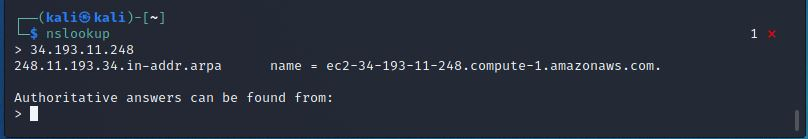 ┌──(kali㉿kali)-[~]
└─$ nslookup 1 ⨯
> 34.193.11.248
248.11.193.34.in-addr.arpa name = ec2-34-193-11-248.compute-1.amazonaws.com.
Authoritative answers can be found from:
>